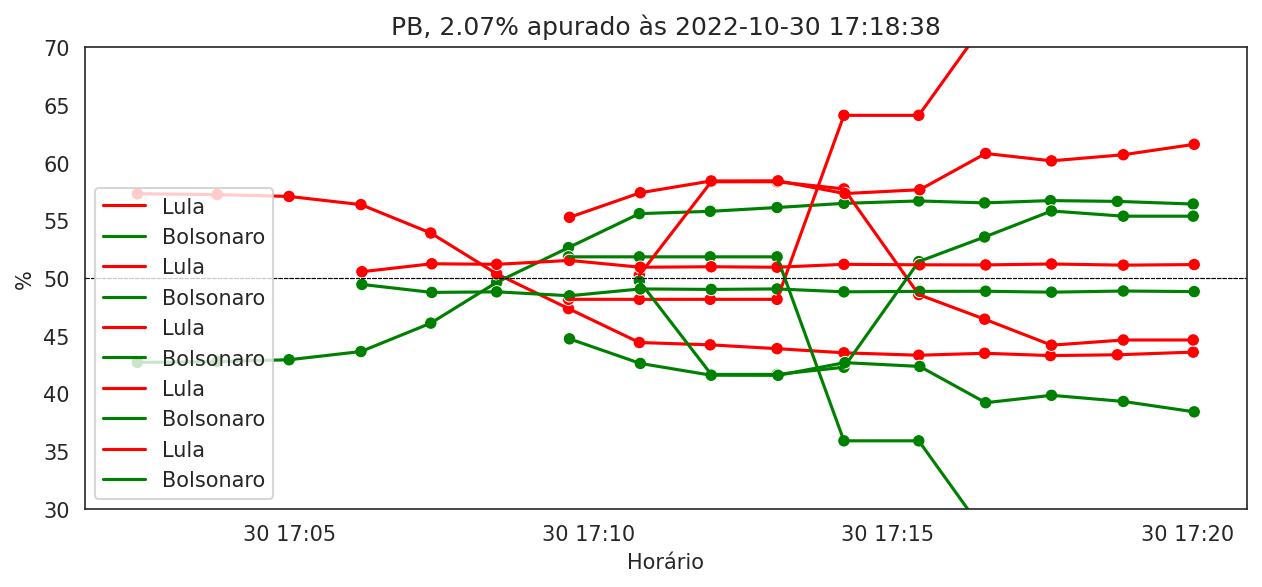 PB, 2.07% apurado às 2022-10-30 17:18:38
70
65
60
55
50
45
40
35
30
%
Lula
Bolsonaro
Lula
Bolsonaro
Lula
Bolsonaro
Lula
Bolsonaro
Lula
Bolsonaro
30 17:05
30 17:10
30 17:15
30 17:20
Horário